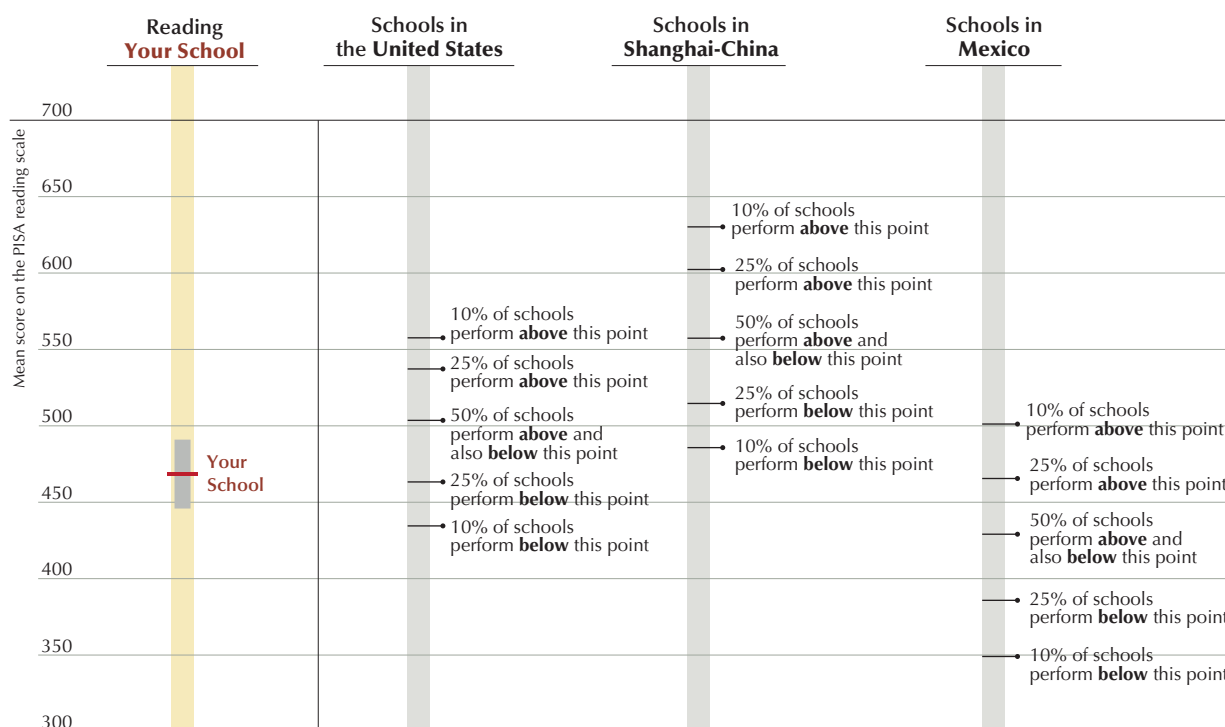 Reading
Your School
Schools in
the United States
Schools in
Shanghai-China
Schools in
Mexico
Mean score on the PISA reading scale
700
650
600
550
500
450
400
350
300
Your
School
10% of schools
perform above this point
25% of schools
perform above this point
50% of schools
perform above and
also below this point
25% of schools
perform below this point
10% of schools
perform below this point
10% of schools
perform above this point
25% of schools
perform above this point
50% of schools
perform above and
also below this point
25% of schools
perform below this point
10% of schools
perform below this point
10% of schools
perform above this point
25% of schools
perform above this point
50% of schools
perform above and
also below this point
25% of schools
perform below this point
10% of schools
perform below this point